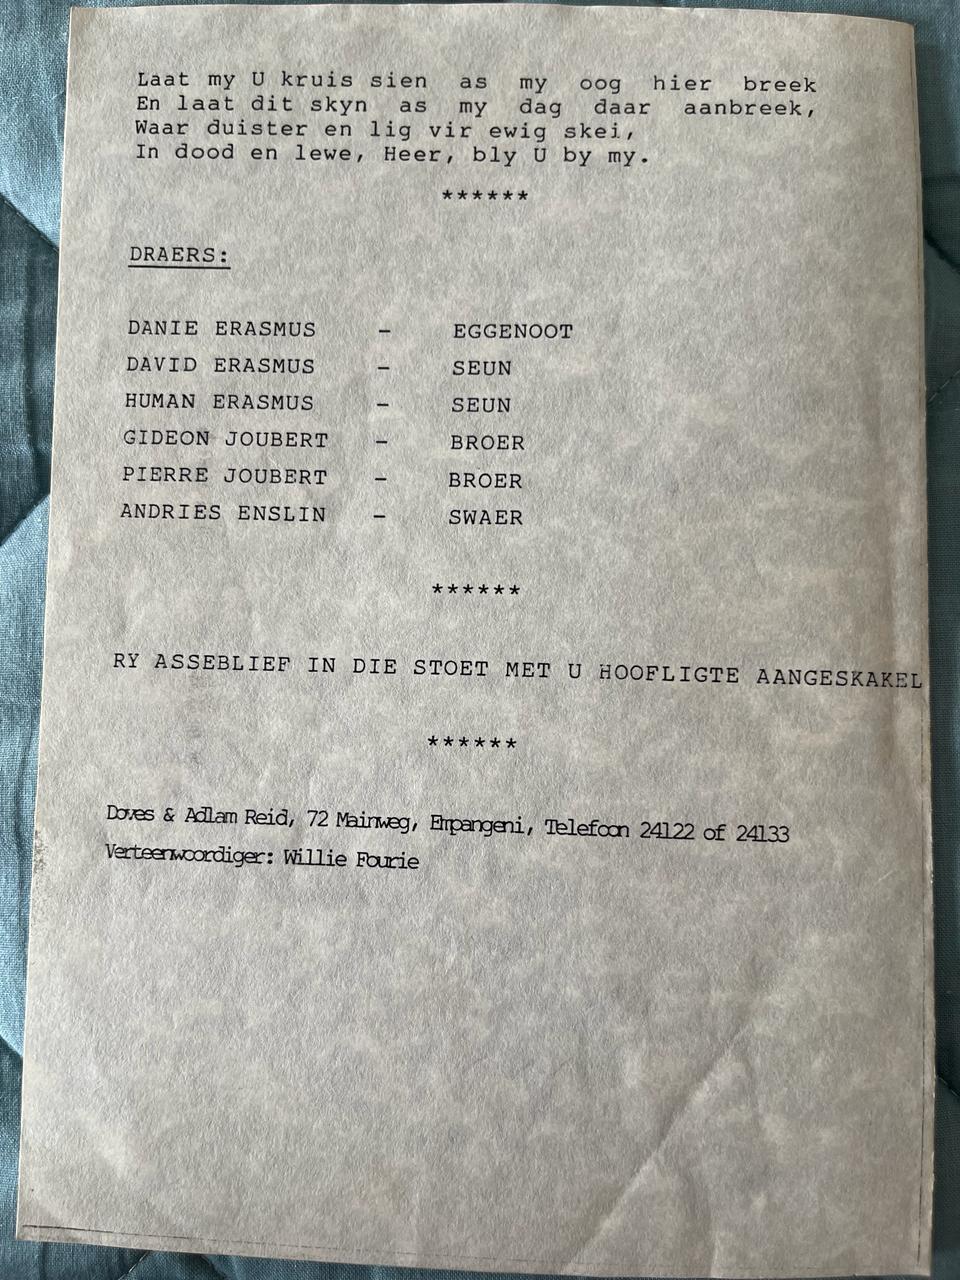 Laat my U kruis sien as my oog hier breek
En laat dit skyn as my dag daar aanbreek,
Waar duister en lig vir ewig skei,
In dood en lewe, Heer, bly U by my.
******
DRAERS:
DANIE ERASMUS - EGGENOOT
DAVID ERASMUS - SEUN
HUMAN ERASMUS - SEUN
GIDEON JOUBERT - BROER
PIERRE JOUBERT - BROER
ANDRIES ENSLIN - SWAER
******
RY ASSEBLIEF IN DIE STOET MET U HOOFLIGTE AANGESKAKEL
******
Doves & Adlam Reid, 72 Mainweg, Empangeni, Telefoon 24122 of 24133
Verteenwoordiger: Willie Fourie